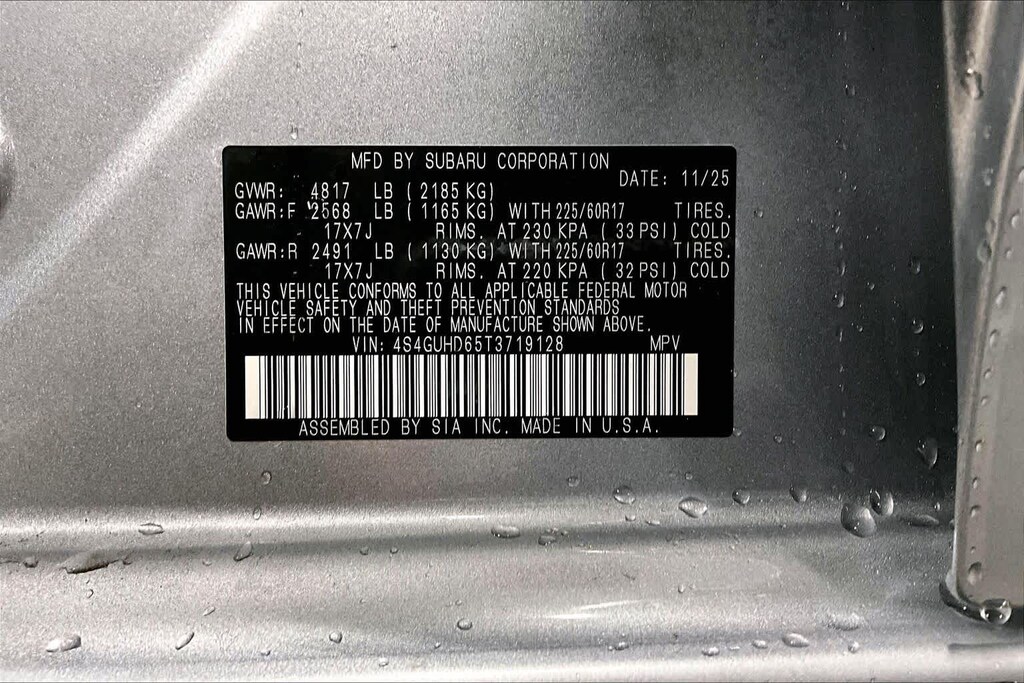 MFD BY SUBARU CORPORATION
DATE: 11/25
GVWR: 4817 LB ( 2185 KG)
GAWR:F 2568 LB ( 1165 KG) WITH 225/60R17 TIRES.
17X7J RIMS. AT 230 KPA ( 33 PSI) COLD
GAWR:R 2491 LB ( 1130 KG) WITH 225/60R17 TIRES.
17X7J RIMS. AT 220 KPA ( 32 PSI) COLD
THIS VEHICLE CONFORMS TO ALL APPLICABLE FEDERAL MOTOR
VEHICLE SAFETY AND THEFT PREVENTION STANDARDS
IN EFFECT ON THE DATE OF MANUFACTURE SHOWN ABOVE.
VIN: 4S4GUHD65T3719128 MPV
ASSEMBLED BY SIA INC. MADE IN U.S.A.